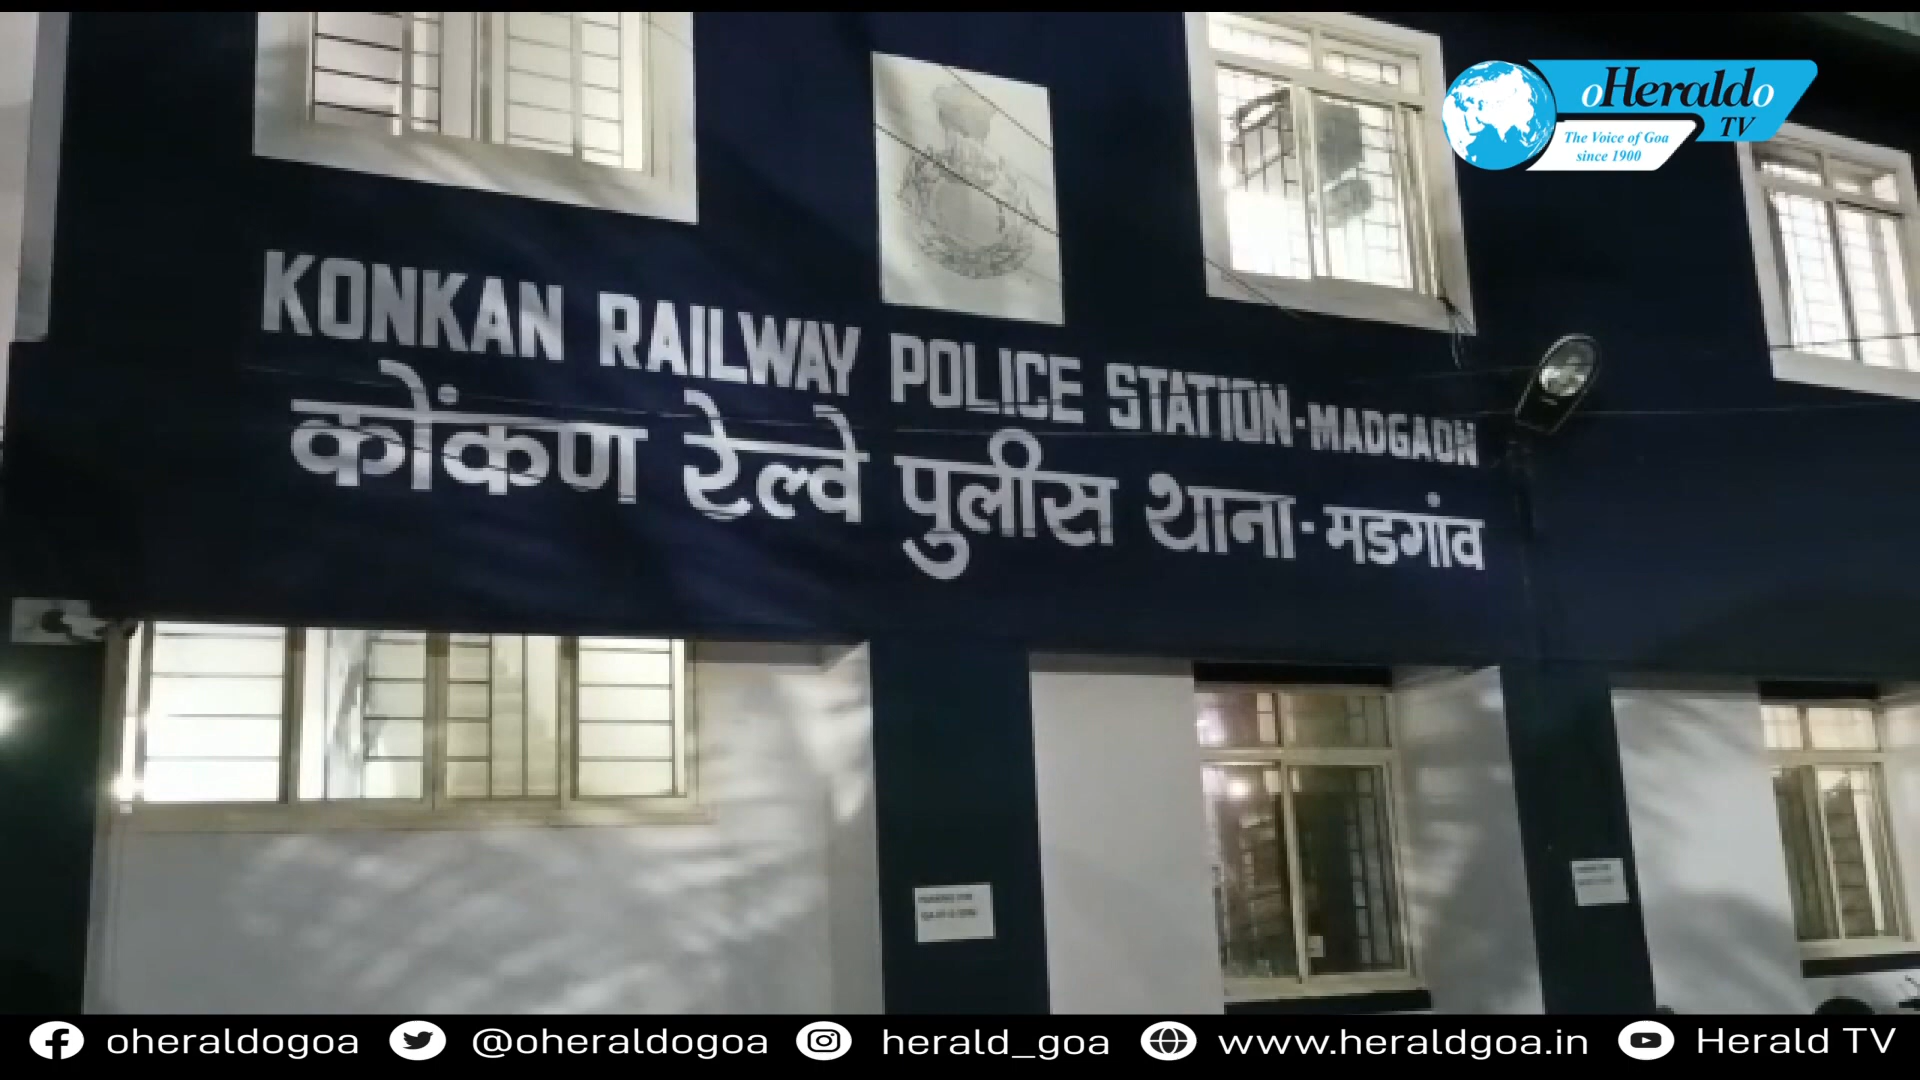 oHeraldo
TV
The Voice of Goa
since 1900
KONKAN RAILWAY POLICE STATION-MADGAON
कोंकण रेल्वे पुलीस थाना-मडगांव
oheraldogoa @oheraldogoa herald_goa www.heraldgoa.in Herald TV